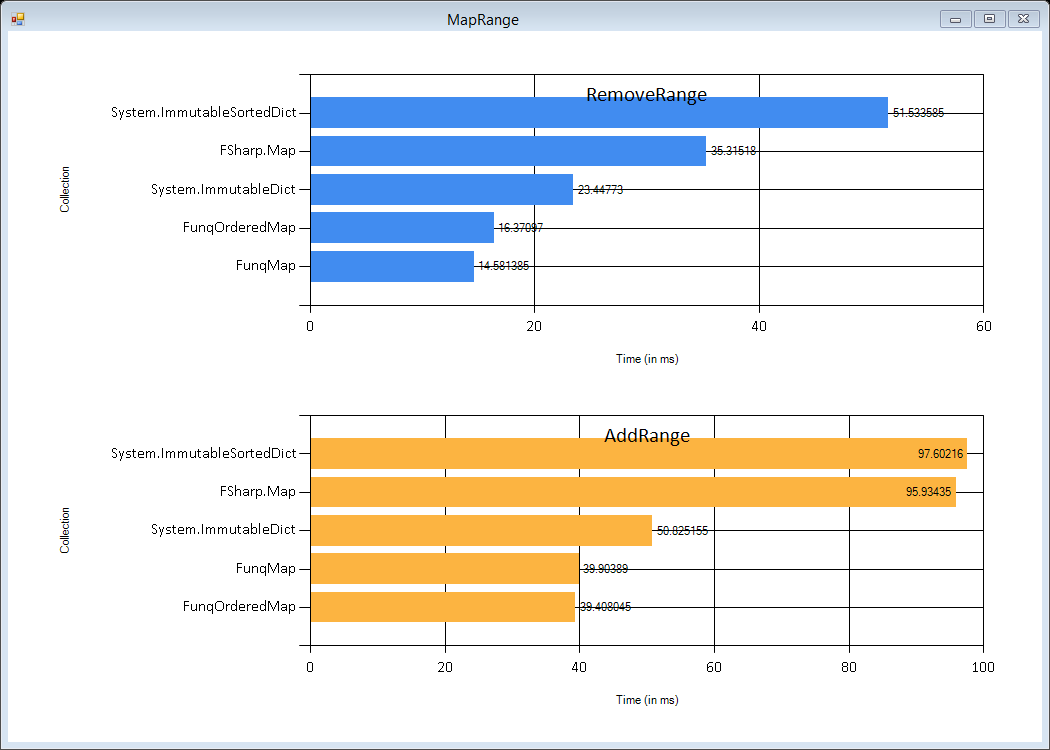 MapRange
RemoveRange
Collection
System.ImmutableSortedDict
51.533585
FSharp.Map
35.31518
System.ImmutableDict
23.44773
FunqOrderedMap
16.37097
FunqMap
14.581385
0 20 40 60
Time (in ms)
AddRange
Collection
System.ImmutableSortedDict
97.60216
FSharp.Map
95.93435
System.ImmutableDict
50.825155
FunqMap
39.90389
FunqOrderedMap
39.408045
0 20 40 60 80 100
Time (in ms)